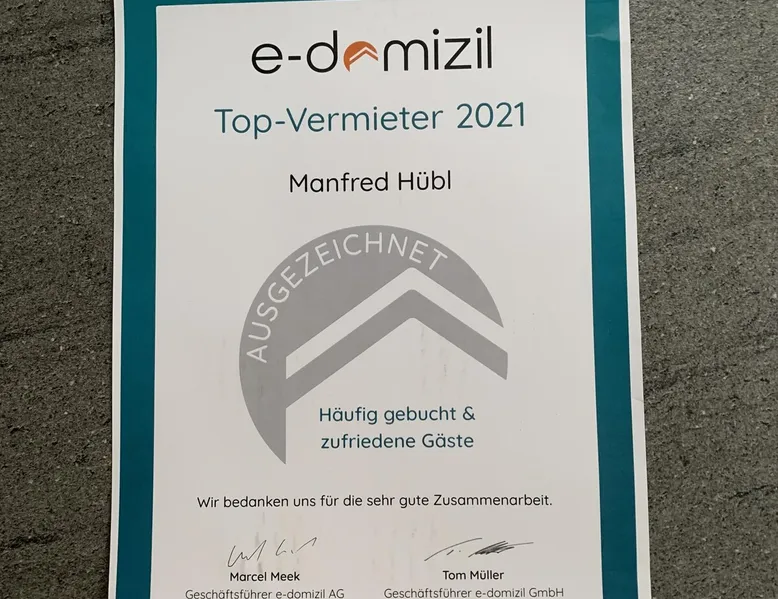 e-domizil
Top-Vermieter 2021
Manfred Hübl
AUSGEZEICHNET
Häufig gebucht &
zufriedene Gäste
Wir bedanken uns für die sehr gute Zusammenarbeit.
Marcel Meek Tom Müller
Geschäftsführer e-domizil AG Geschäftsführer e-domizil GmbH